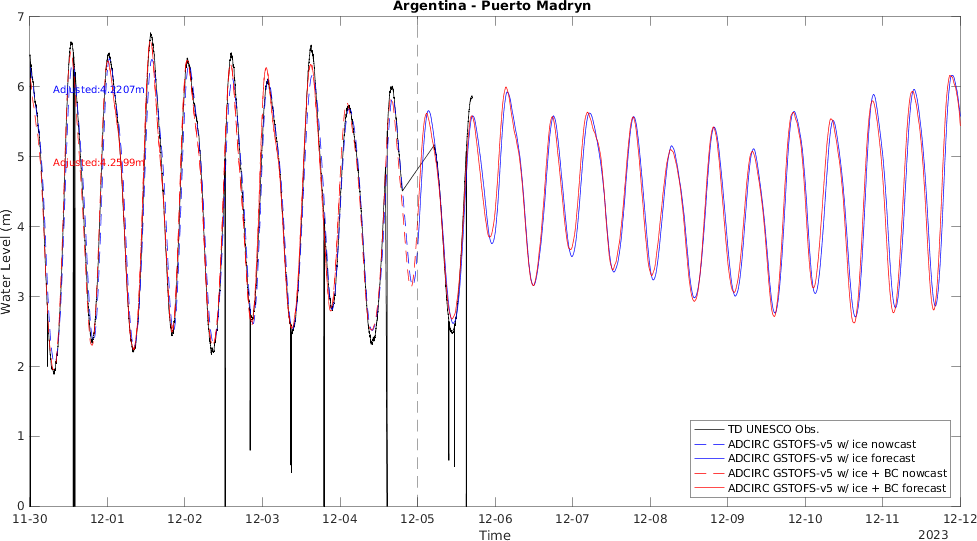 Argentina - Puerto Madryn
7
6
5
4
3
2
1
0
Water Level (m)
Adjusted:4.2207m
Adjusted:4.2599m
TD UNESCO Obs.
ADCIRC GSTOFS-v5 w/ ice nowcast
ADCIRC GSTOFS-v5 w/ ice forecast
ADCIRC GSTOFS-v5 w/ ice + BC nowcast
ADCIRC GSTOFS-v5 w/ ice + BC forecast
11-30 12-01 12-02 12-03 12-04 12-05 12-06 12-07 12-08 12-09 12-10 12-11 12-12
Time
2023